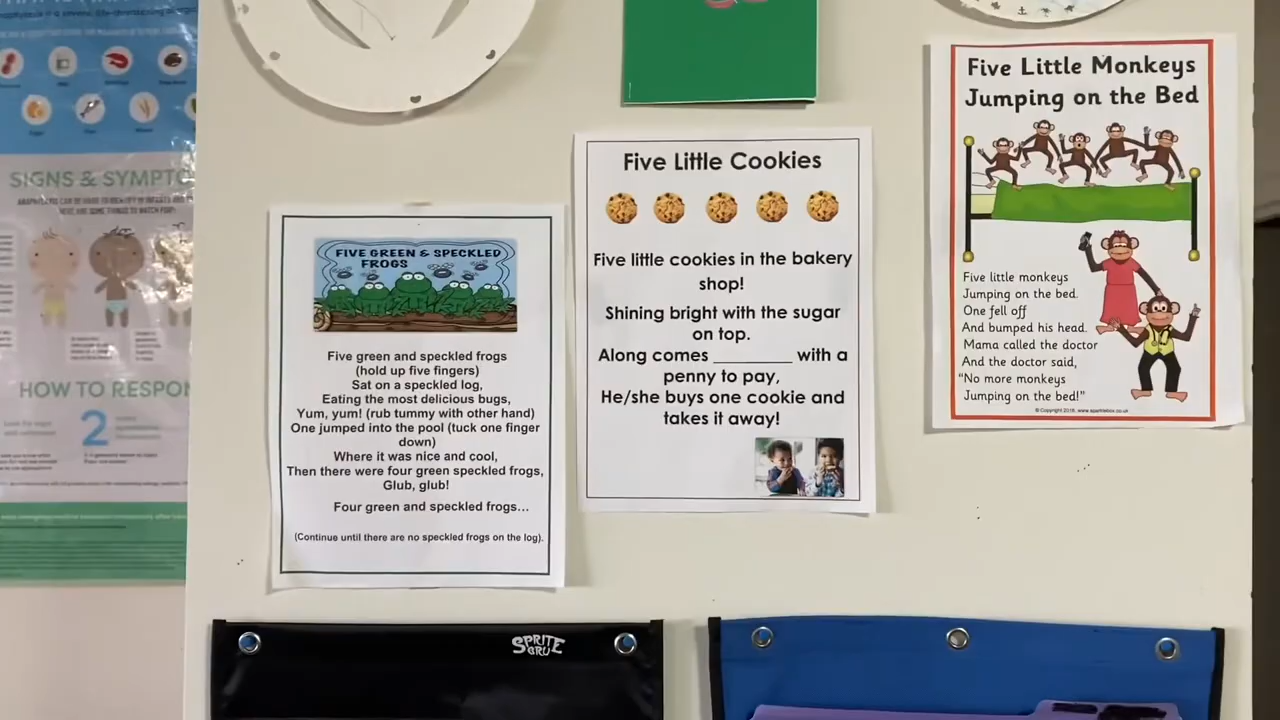 SIGNS & SYMPTO
HOW TO RESPON
2
FIVE GREEN & SPECKLED
FROGS
Five green and speckled frogs
(hold up five fingers)
Sat on a speckled log,
Eating the most delicious bugs,
Yum, yum! (rub tummy with other hand)
One jumped into the pool (tuck one finger
down)
Where it was nice and cool,
Then there were four green speckled frogs,
Glub, glub!
Four green and speckled frogs...
(Continue until there are no speckled frogs on the log).
Five Little Cookies
Five little cookies in the bakery
shop!
Shining bright with the sugar
on top.
Along comes _________ with a
penny to pay,
He/she buys one cookie and
takes it away!
Five Little Monkeys
Jumping on the Bed
Five little monkeys
Jumping on the bed.
One fell off
And bumped his head.
Mama called the doctor
And the doctor said,
“No more monkeys
Jumping on the bed!”
SPRITE
GRU